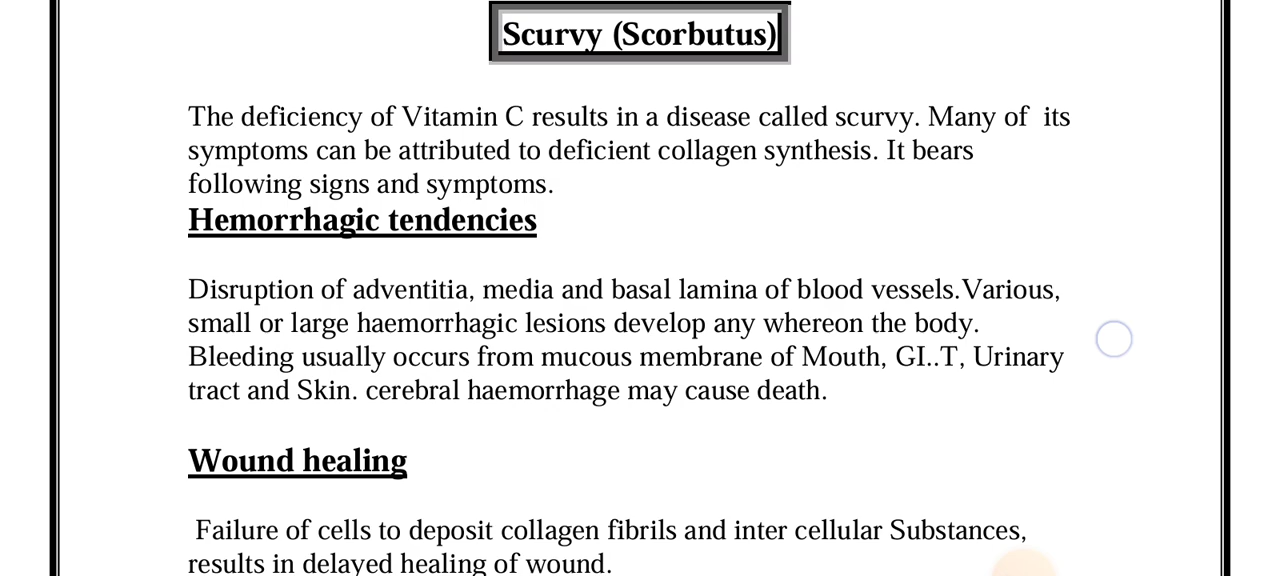 Scurvy (Scorbutus)
The deficiency of Vitamin C results in a disease called scurvy. Many of  its
symptoms can be attributed to deficient collagen synthesis. It bears
following signs and symptoms.
Hemorrhagic tendencies
Disruption of adventitia, media and basal lamina of blood vessels.Various,
small or large haemorrhagic lesions develop any whereon the body.
Bleeding usually occurs from mucous membrane of Mouth, GI..T, Urinary
tract and Skin. cerebral haemorrhage may cause death.
Wound healing
Failure of cells to deposit collagen fibrils and inter cellular Substances,
results in delayed healing of wound.